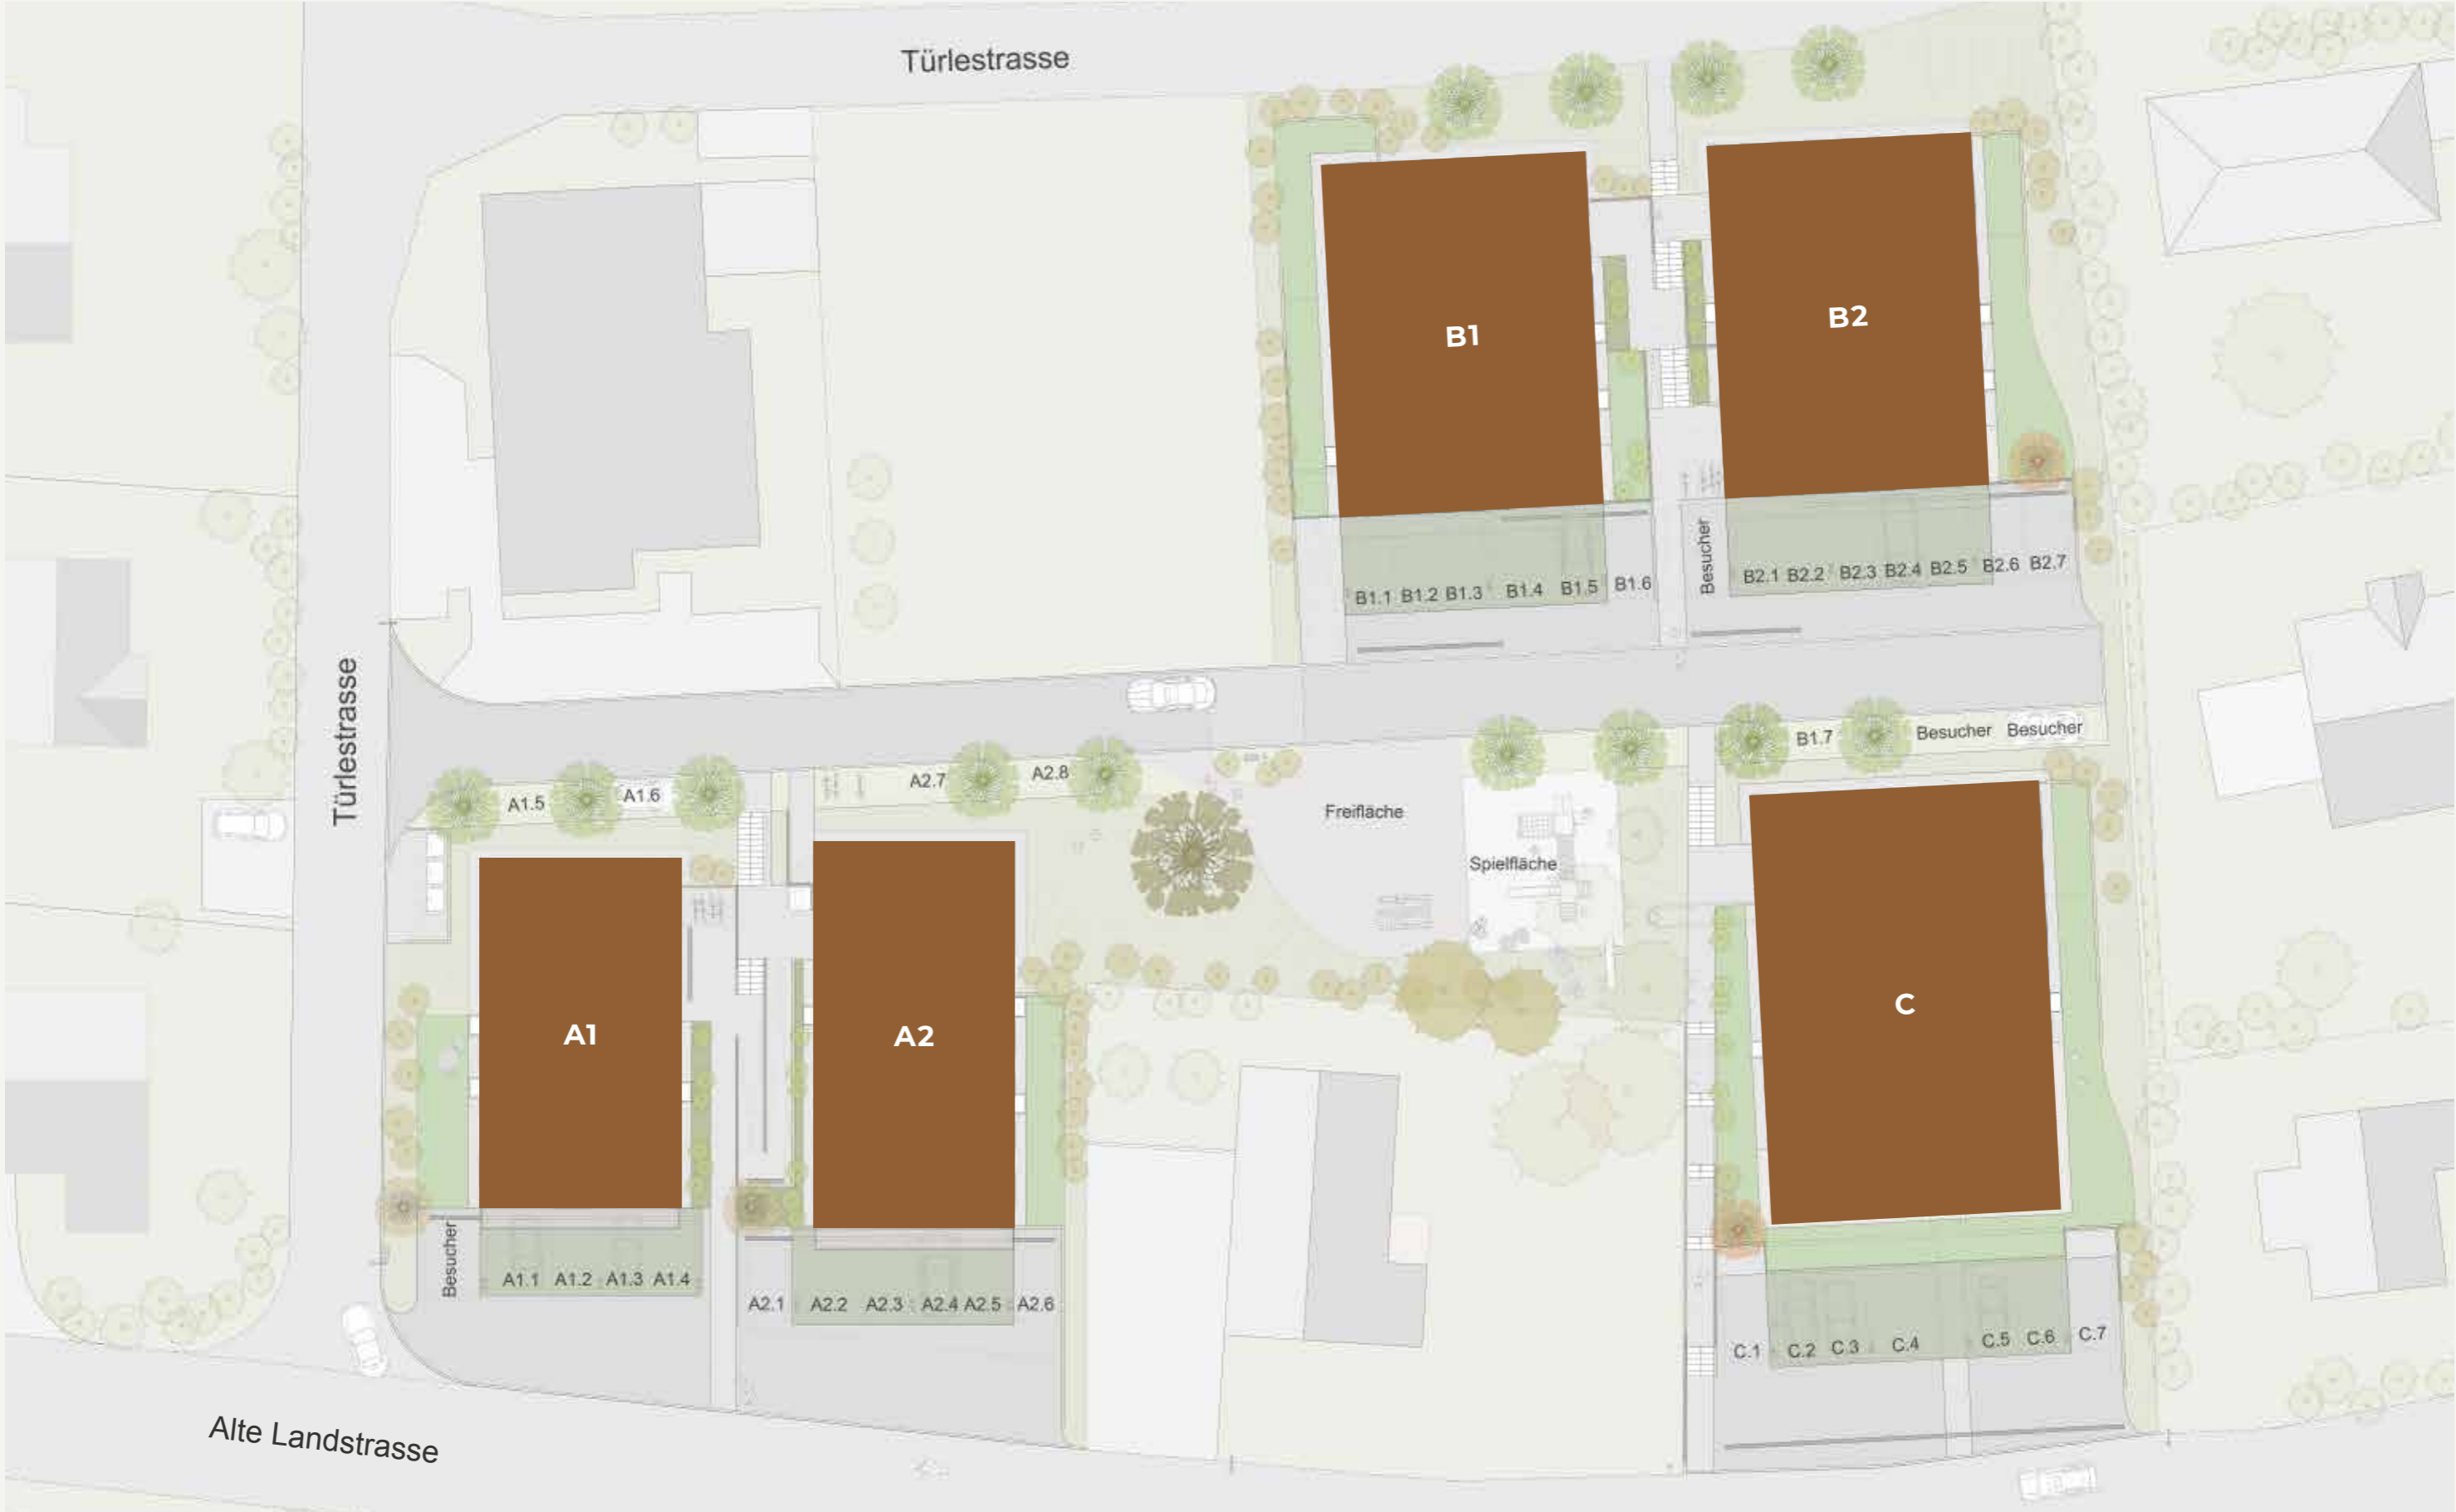 Türlestrasse
B1
B2
Besucher
B1.1 B1.2 B1.3 B1.4 B1.5 B1.6
B2.1 B2.2 B2.3 B2.4 B2.5 B2.6 B2.7
Türlestrasse
B1.7
Besucher Besucher
A1.5
A1.6
A2.7
A2.8
Freifläche
Spielfläche
A1
A2
C
Besucher
A1.1 A1.2 A1.3 A1.4
A2.1 A2.2 A2.3 A2.4 A2.5 A2.6
C.1 C.2 C.3 C.4 C.5 C.6 C.7
Alte Landstrasse